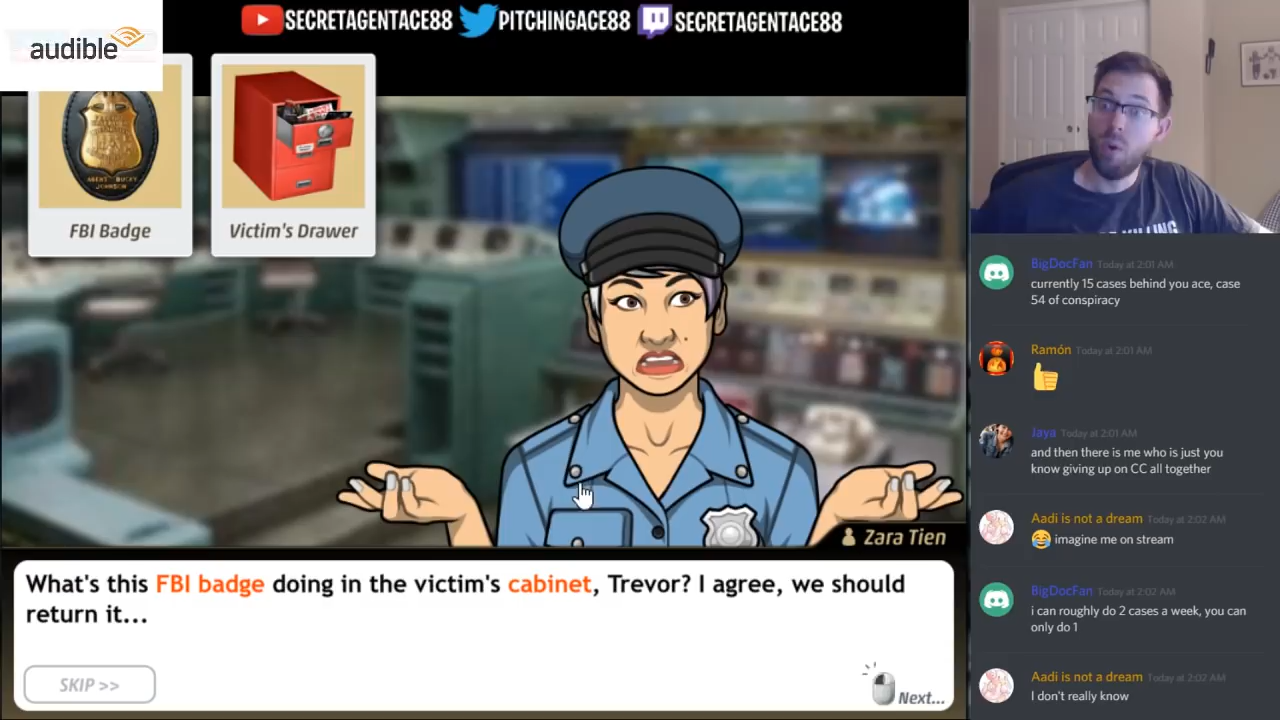 SECRETAGENTACE88 PITCHINGACE88 SECRETAGENTACE88
audible
AGENT BUCKY
JOHNSON
FBI Badge
Victim's Drawer
KILLING
Zara Tien
What's this FBI badge doing in the victim's cabinet, Trevor? I agree, we should
return it...
SKIP >>
Next...
BigDocFan Today at 2:01 AM
currently 15 cases behind you ace, case
54 of conspiracy
Ramón Today at 2:01 AM
Jaya Today at 2:01 AM
and then there is me who is just you
know giving up on CC all together
Aadi is not a dream Today at 2:02 AM
😂 imagine me on stream
BigDocFan Today at 2:02 AM
i can roughly do 2 cases a week, you can
only do 1
Aadi is not a dream Today at 2:02 AM
I don't really know